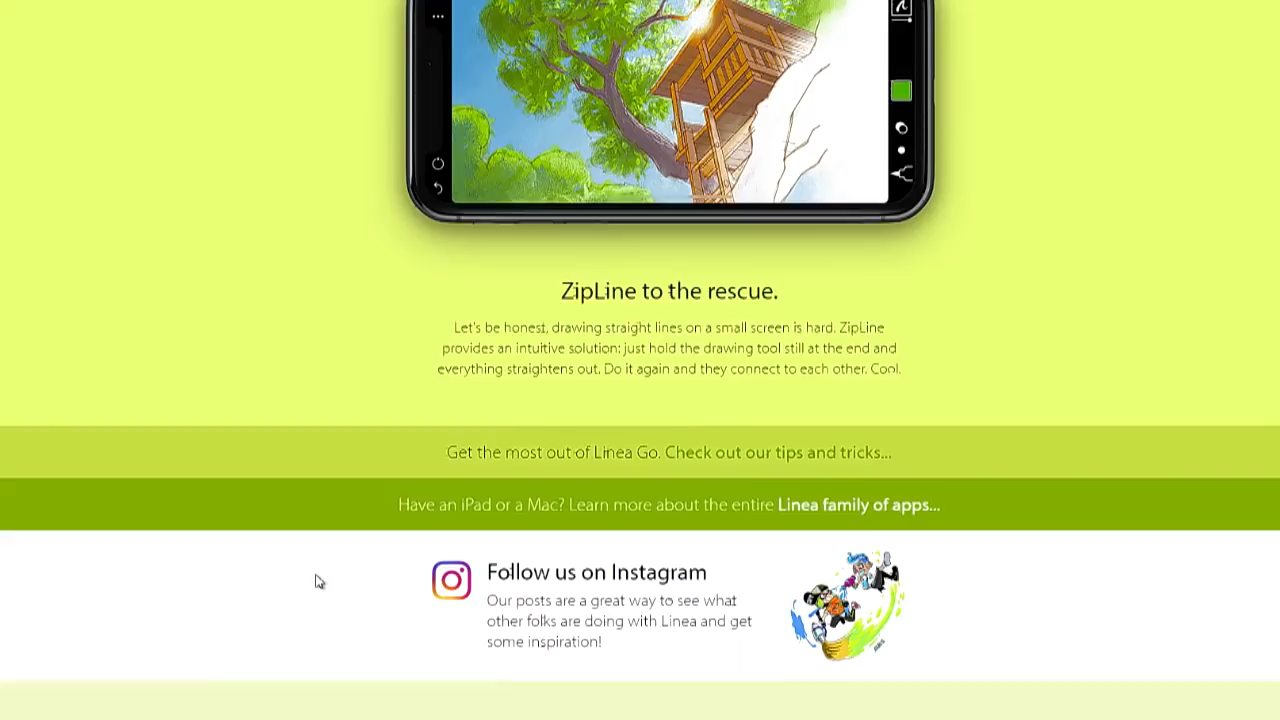 ZipLine to the rescue.
Let's be honest, drawing straight lines on a small screen is hard. ZipLine
provides an intuitive solution: just hold the drawing tool still at the end and
everything straightens out. Do it again and they connect to each other. Cool.
Get the most out of Linea Go. Check out our tips and tricks...
Have an iPad or a Mac? Learn more about the entire Linea family of apps...
Follow us on Instagram
Our posts are a great way to see what
other folks are doing with Linea and get
some inspiration!